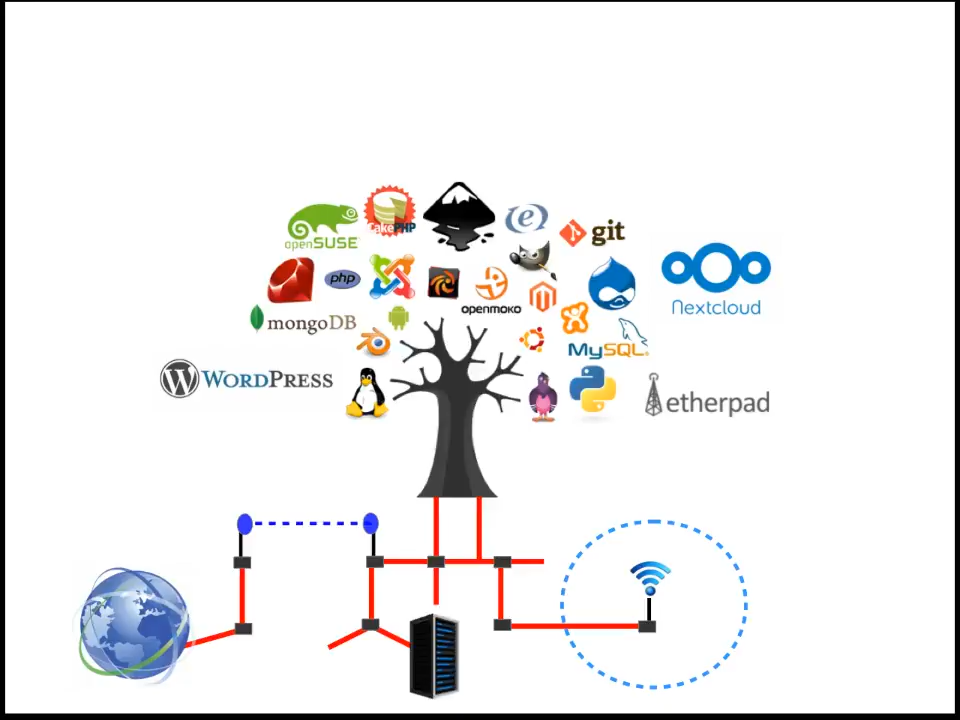 openSUSE
CakePHP
e
git
php
openmoko
Nextcloud
mongoDB
MySQL
WORDPRESS
etherpad